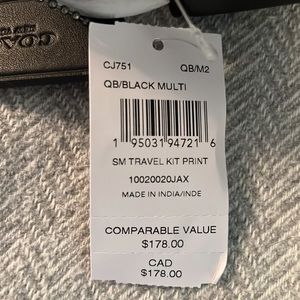 COACH
CJ751 QB/M2
QB/BLACK MULTI
1 95031 94721 6
SM TRAVEL KIT PRINT
10020020JAX
MADE IN INDIA/INDE
COMPARABLE VALUE
$178.00
CAD
$178.00